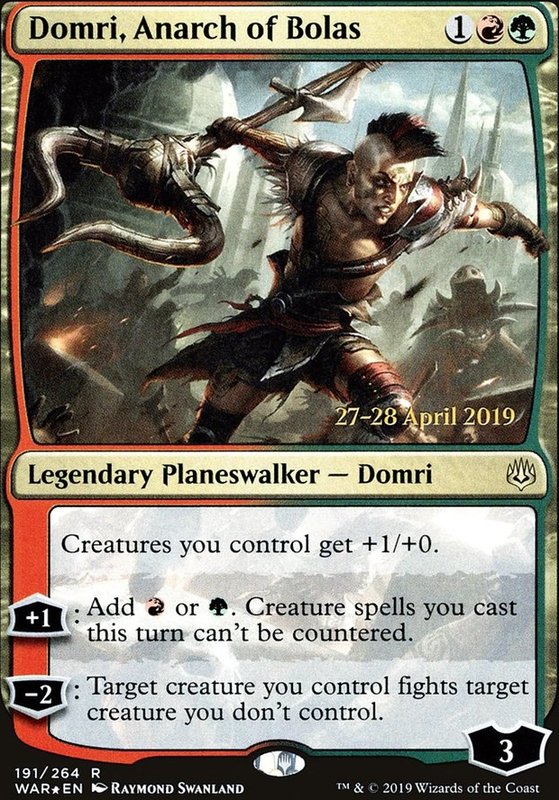 Domri, Anarch of Bolas 1
27–28 April 2019
Legendary Planeswalker — Domri
Creatures you control get +1/+0.
+1 : Add or . Creature spells you cast
this turn can't be countered.
−2 : Target creature you control fights target
creature you don't control.
3
191/264 R
WAR★EN RAYMOND SWANLAND
™ & © 2019 Wizards of the Coast